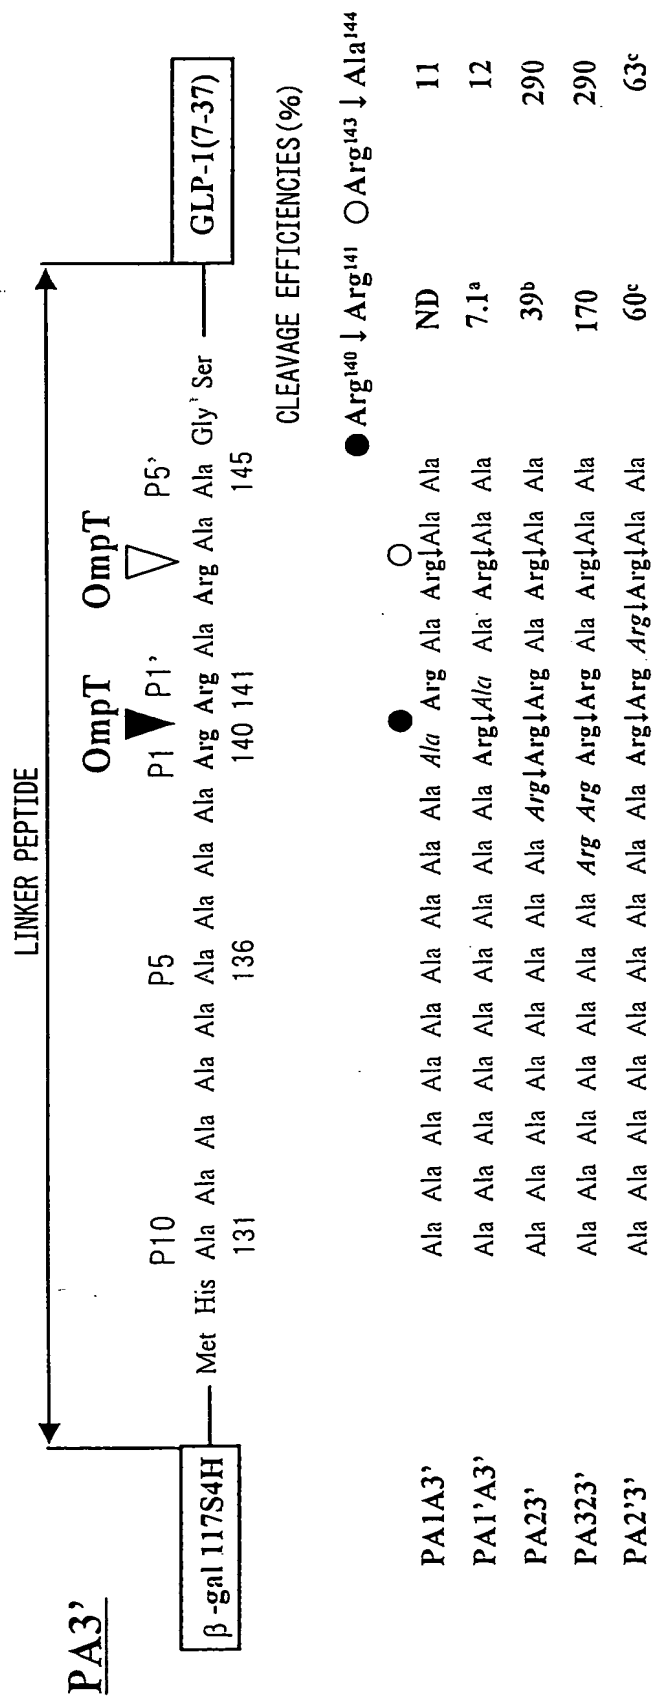 PA3’
LINKER PEPTIDE
OmpT OmpT
P10 P5 P1 P1’ P5’
β-gal 117S4H Met His Ala Ala Ala Ala Ala Ala Ala Ala Ala Arg Arg Ala Arg Ala Ala Gly Ser GLP-1(7-37)
131 136 140 141 145
CLEAVAGE EFFICIENCIES(%)
●Arg¹⁴⁰↓Arg¹⁴¹ ○Arg¹⁴³↓Ala¹⁴⁴
PA1A3’ Ala Ala Ala Ala Ala Ala Ala Ala Ala Ala Arg Ala Arg↓Ala Ala ND 11
PA1’A3’ Ala Ala Ala Ala Ala Ala Ala Ala Ala Arg↓Ala Ala Arg↓Ala Ala 7.1ᵃ 12
PA23’ Ala Ala Ala Ala Ala Ala Ala Ala Arg↓Arg↓Arg Ala Arg↓Ala Ala 39ᵇ 290
PA323’ Ala Ala Ala Ala Ala Ala Ala Arg Arg Arg↓Arg Ala Arg↓Ala Ala 170 290
PA2’3’ Ala Ala Ala Ala Ala Ala Ala Ala Ala Arg↓Arg Arg↓Arg↓Ala Ala 60ᶜ 63ᶜ